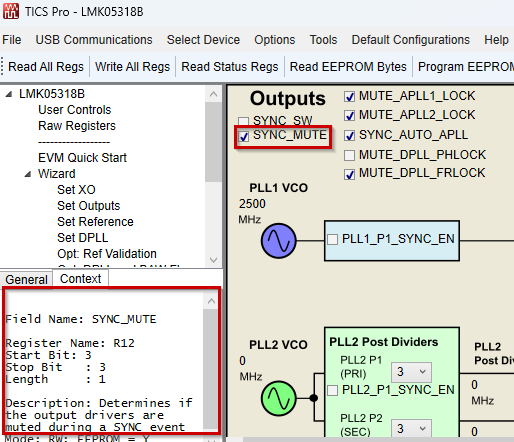 TICS Pro - LMK05318B
File USB Communications Select Device Options Tools Default Configurations Help
Read All Regs Write All Regs Read Status Regs Read EEPROM Bytes Program EEPROM
LMK05318B
User Controls
Raw Registers
------------------
EVM Quick Start
Wizard
Set XO
Set Outputs
Set Reference
Set DPLL
Opt: Ref Validation
General Context
Field Name: SYNC_MUTE
Register Name: R12
Start Bit: 3
Stop Bit : 3
Length : 1
Description: Determines if
the output drivers are
muted during a SYNC event
Mode: RW; EEPROM = Y
Outputs
SYNC_SW
SYNC_MUTE
MUTE_APLL1_LOCK
MUTE_APLL2_LOCK
SYNC_AUTO_APLL
MUTE_DPLL_PHLOCK
MUTE_DPLL_FRLOCK
PLL1 VCO
2500
MHz
PLL1_P1_SYNC_EN
PLL2 VCO
0
MHz
PLL2 Post Dividers
PLL2 P1
(PRI)
3
PLL2_P1_SYNC_EN
PLL2 P2
(SEC)
3
PLL2
Post Div
0
MHz
0